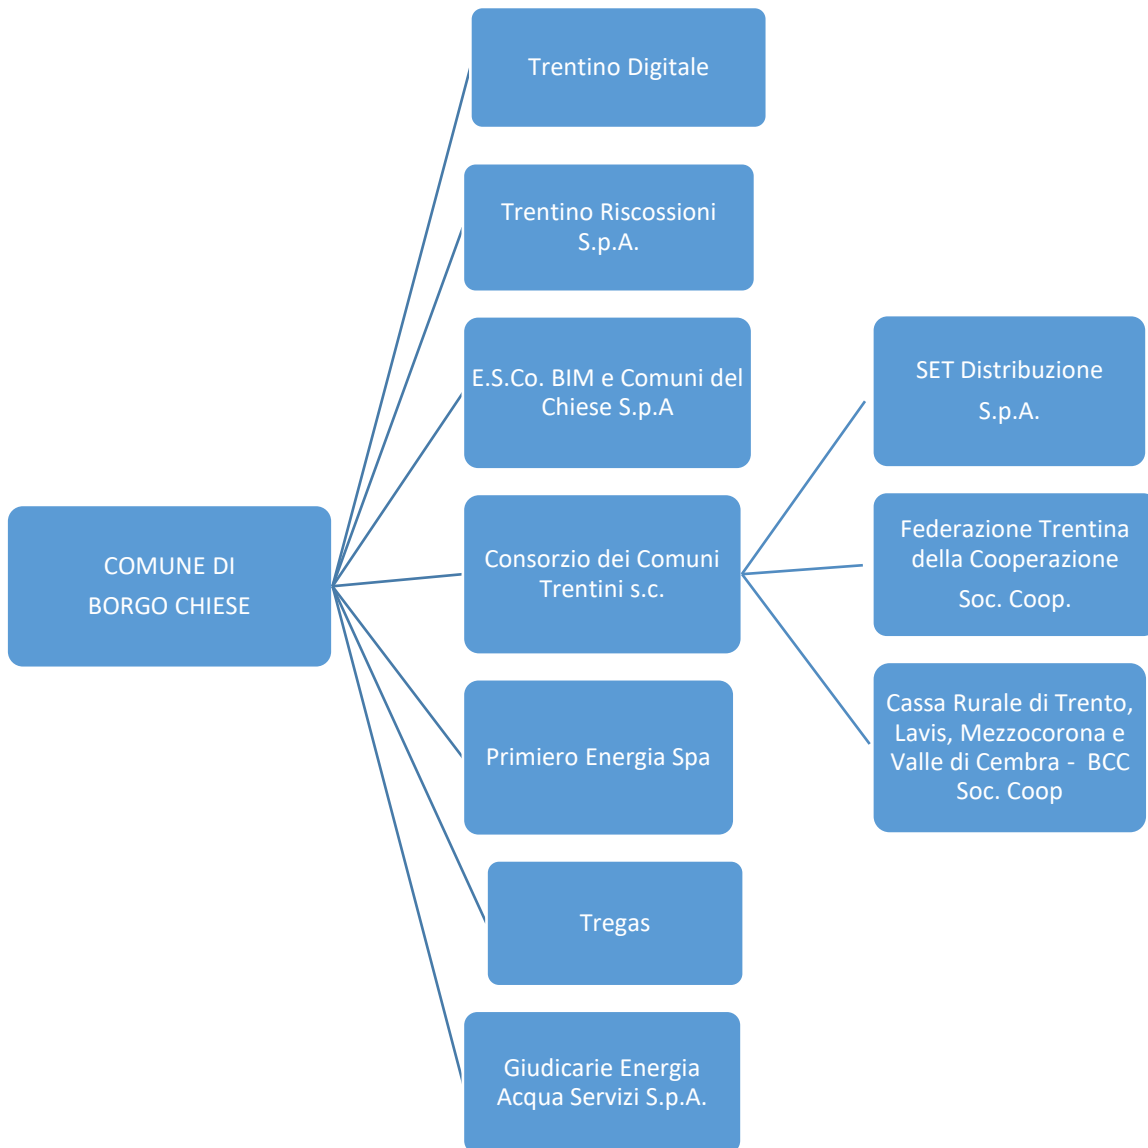 Trentino Digitale
Trentino Riscossioni
S.p.A.
E.S.Co. BIM e Comuni del
Chiese S.p.A
SET Distribuzione
S.p.A.
COMUNE DI
BORGO CHIESE
Consorzio dei Comuni
Trentini s.c.
Federazione Trentina
della Cooperazione
Soc. Coop.
Primiero Energia Spa
Cassa Rurale di Trento,
Lavis, Mezzocorona e
Valle di Cembra - BCC
Soc. Coop
Tregas
Giudicarie Energia
Acqua Servizi S.p.A.